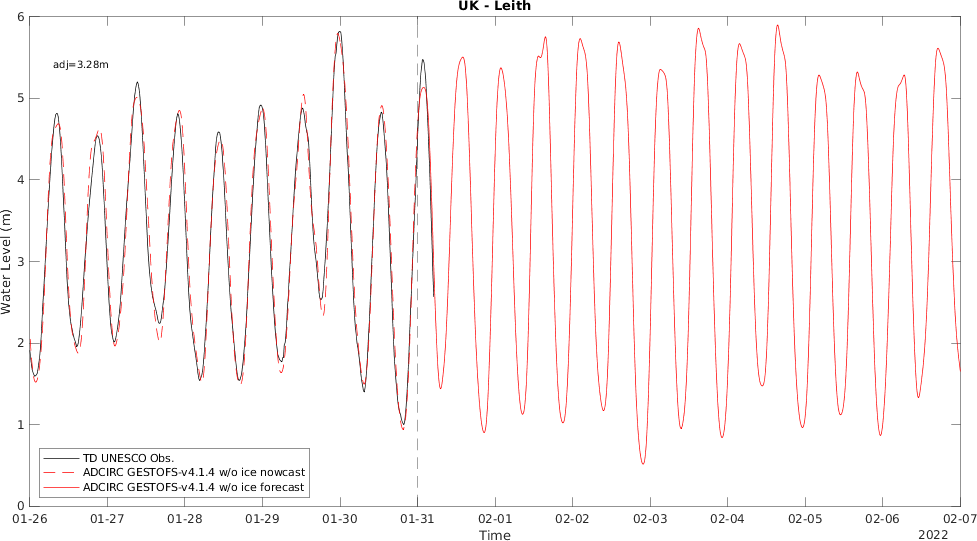 UK - Leith
6
adj=3.28m
5
4
3
2
1
0
Water Level (m)
TD UNESCO Obs.
ADCIRC GESTOFS-v4.1.4 w/o ice nowcast
ADCIRC GESTOFS-v4.1.4 w/o ice forecast
01-26 01-27 01-28 01-29 01-30 01-31 02-01 02-02 02-03 02-04 02-05 02-06 02-07
Time
2022